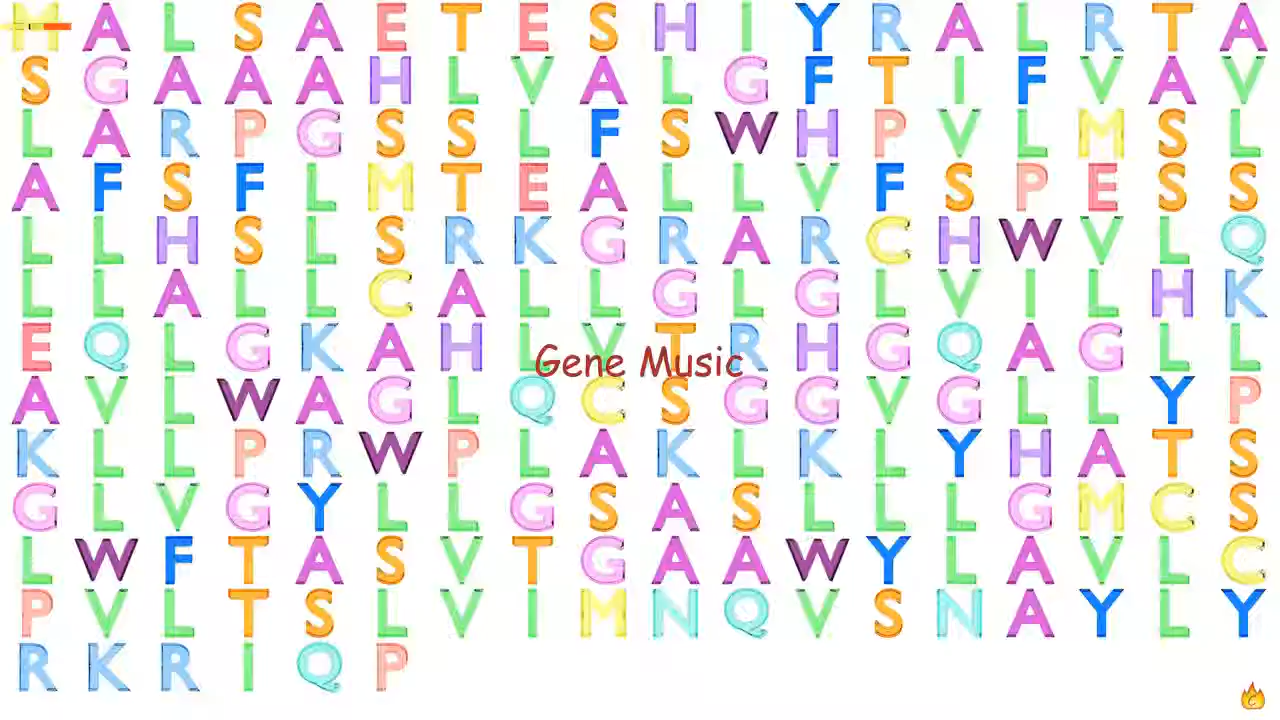 M A L S A E T E S H I Y R A L R T A
S G A A A H L V A L G F T I F V A V
L A R P G S S L F S W H P V L M S L
A F S F L M T E A L L V F S P E S S
L L H S L S R K G R A R C H W V L Q
L L A L L C A L L G L G L V I L H K
E Q L G K A H L V T R H G Q A G L L
Gene Music
A V L W A G L Q C S G G V G L L Y P
K L L P R W P L A K L K L Y H A T S
G L V G Y L L G S A S L L L G M C S
L W F T A S V T G A A W Y L A V L C
P V L T S L V I M N Q V S N A Y L Y
R K R I Q P